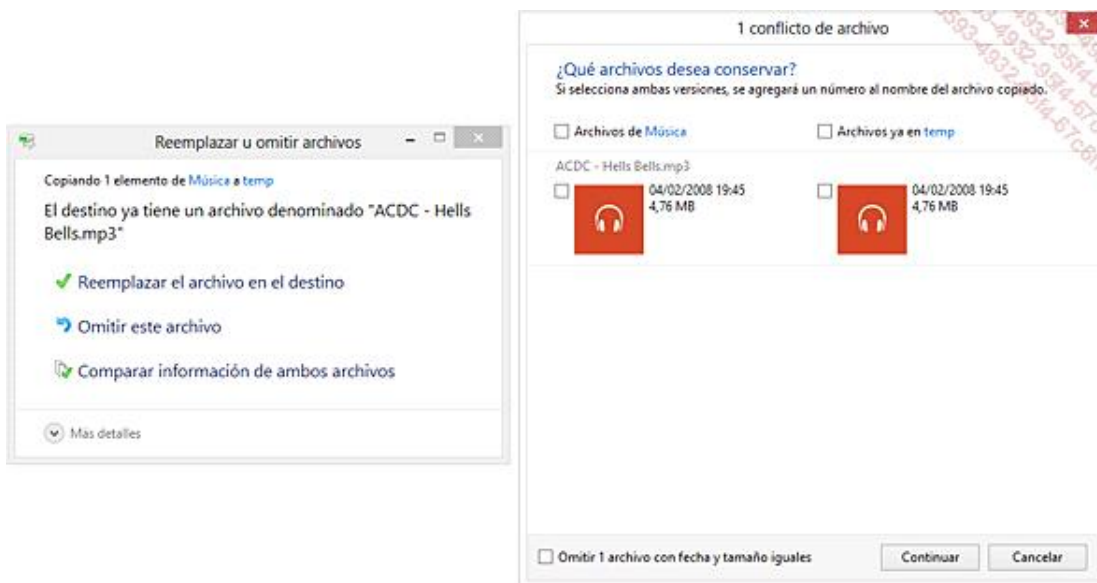 Reemplazar u omitir archivos
Copiando 1 elemento de Música a temp
El destino ya tiene un archivo denominado "ACDC - Hells
Bells.mp3"
Reemplazar el archivo en el destino
Omitir este archivo
Comparar información de ambos archivos
Más detalles
1 conflicto de archivo
¿Qué archivos desea conservar?
Si selecciona ambas versiones, se agregará un número al nombre del archivo copiado.
Archivos de Música
Archivos ya en temp
ACDC - Hells Bells.mp3
04/02/2008 19:45
4,76 MB
04/02/2008 19:45
4,76 MB
Omitir 1 archivo con fecha y tamaño iguales
Continuar
Cancelar